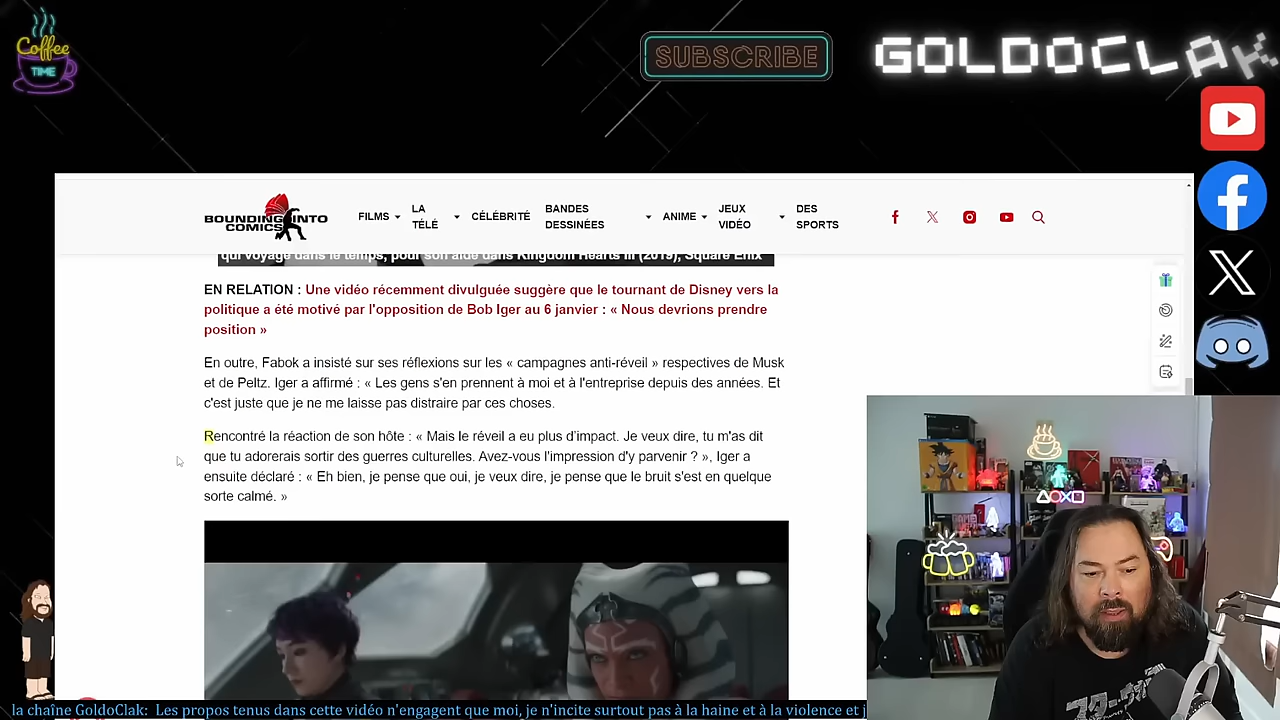 Coffee
TIME
SUBSCRIBE
GOLDOCLAK
BOUNDING INTO
COMICS
FILMS
LA
TÉLÉ
CÉLÉBRITÉ
BANDES
DESSINÉES
ANIME
JEUX
VIDÉO
DES
SPORTS
qui voyage dans le temps, pour son aide dans Kingdom Hearts III (2019), Square Enix
EN RELATION : Une vidéo récemment divulguée suggère que le tournant de Disney vers la
politique a été motivé par l'opposition de Bob Iger au 6 janvier : « Nous devrions prendre
position »
En outre, Fabok a insisté sur ses réflexions sur les « campagnes anti-réveil » respectives de Musk
et de Peltz. Iger a affirmé : « Les gens s'en prennent à moi et à l'entreprise depuis des années. Et
c'est juste que je ne me laisse pas distraire par ces choses.
Rencontré la réaction de son hôte : « Mais le réveil a eu plus d'impact. Je veux dire, tu m'as dit
que tu adorerais sortir des guerres culturelles. Avez-vous l'impression d'y parvenir ? », Iger a
ensuite déclaré : « Eh bien, je pense que oui, je veux dire, je pense que le bruit s'est en quelque
sorte calmé. »
la chaîne GoldoClak: Les propos tenus dans cette vidéo n'engagent que moi, je n'incite surtout pas à la haine et à la violence et j